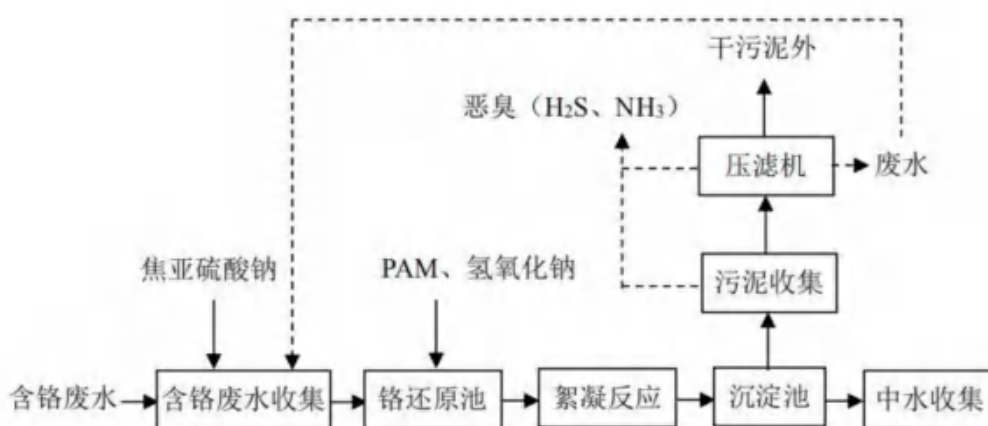 干污泥外
恶臭（H₂S、NH₃）
压滤机
废水
焦亚硫酸钠
PAM、氢氧化钠
污泥收集
含铬废水
含铬废水收集
铬还原池
絮凝反应
沉淀池
中水收集